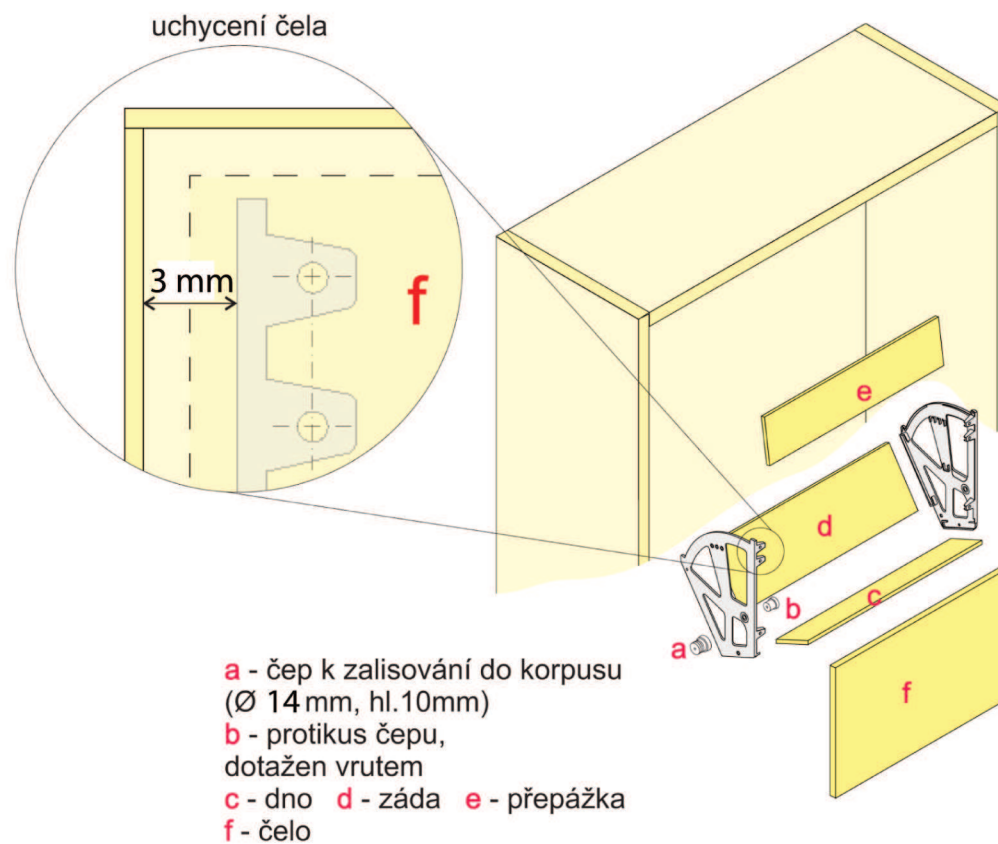 uchycení čela
3 mm
f
e
d
c
b
a
f
a - čep k zalisování do korpusu
(Ø 14 mm, hl.10mm)
b - protikus čepu,
dotažen vrutem
c - dno d - záda e - přepážka
f - čelo